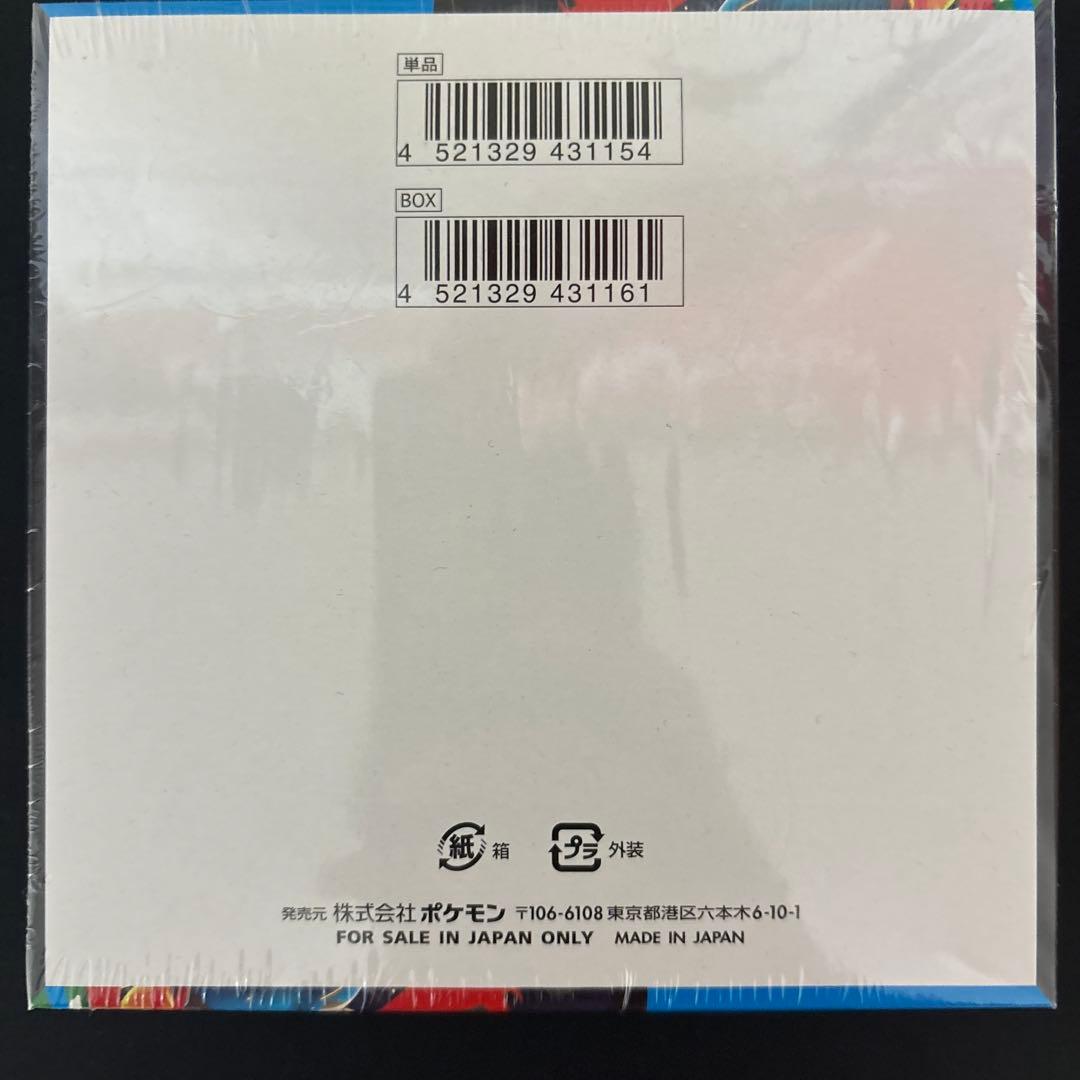 単品
4 521329 431154
BOX
4 521329 431161
紙 箱 プラ 外装
発売元 株式会社 ポケモン 〒106-6108 東京都港区六本木6-10-1
FOR SALE IN JAPAN ONLY MADE IN JAPAN